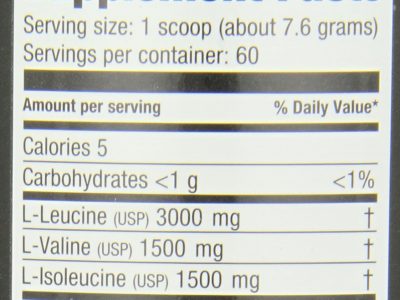 Serving size: 1 scoop (about 7.6 grams)
Servings per container: 60
Amount per serving % Daily Value*
Calories 5
Carbohydrates <1 g <1%
L-Leucine (USP) 3000 mg †
L-Valine (USP) 1500 mg †
L-Isoleucine (USP) 1500 mg †